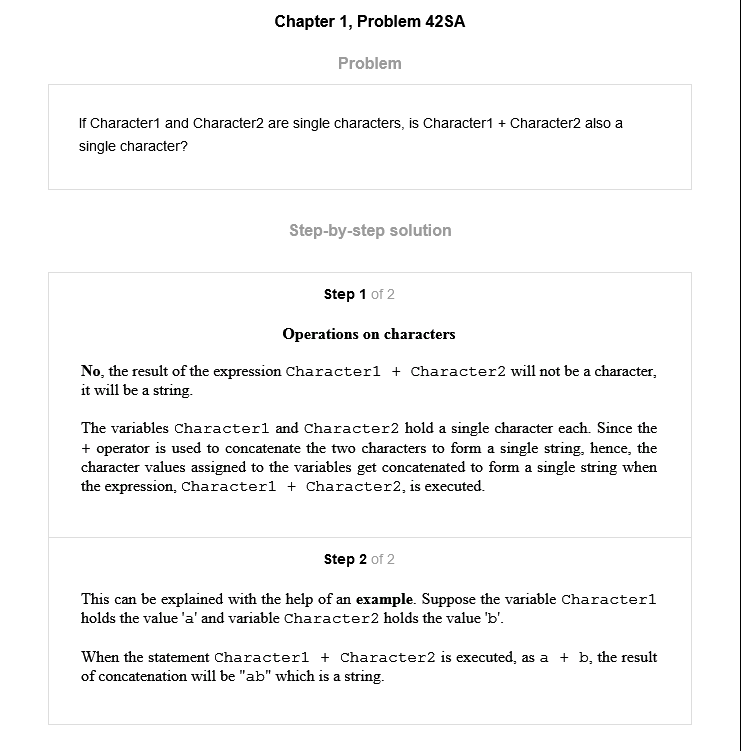 Chapter 1, Problem 42SA
Problem
If Character1 and Character2 are single characters, is Character1 + Character2 also a
single character?
Step-by-step solution
Step 1 of 2
Operations on characters
No, the result of the expression Character1 + Character2 will not be a character,
it will be a string.
The variables Character1 and Character2 hold a single character each. Since the
+ operator is used to concatenate the two characters to form a single string, hence, the
character values assigned to the variables get concatenated to form a single string when
the expression, Character1 + Character2, is executed.
Step 2 of 2
This can be explained with the help of an example. Suppose the variable Character1
holds the value 'a' and variable Character2 holds the value 'b'.
When the statement Character1 + Character2 is executed, as a + b, the result
of concatenation will be "ab" which is a string.